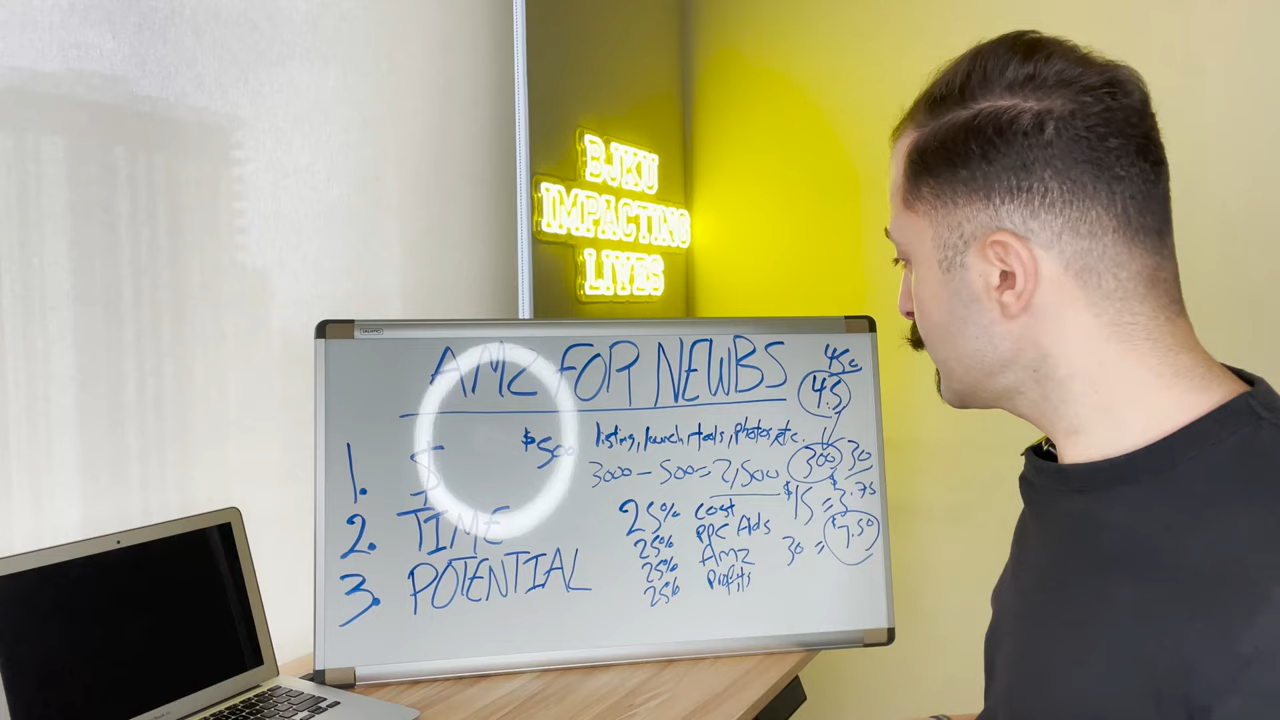 BJKU
IMPACTING
LIVES
AMZ FOR NEWBS
450
4.5
1. $ $500 listing, launch, tools, photos, etc.
3000 - 500 = 2,500 300 30
$15 = 3.75
2. TIME 25% cost
25% PPC Ads
30 = 7.50
25% AMZ
3. POTENTIAL 25% Profits